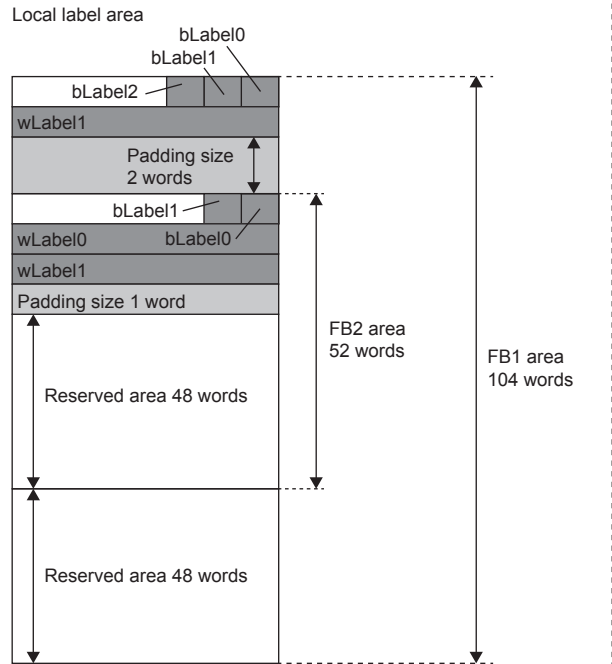 Local label area
bLabel0
bLabel1
bLabel2
wLabel1
Padding size
2 words
bLabel1
wLabel0
bLabel0
wLabel1
Padding size 1 word
FB2 area
52 words
FB1 area
104 words
Reserved area 48 words
Reserved area 48 words